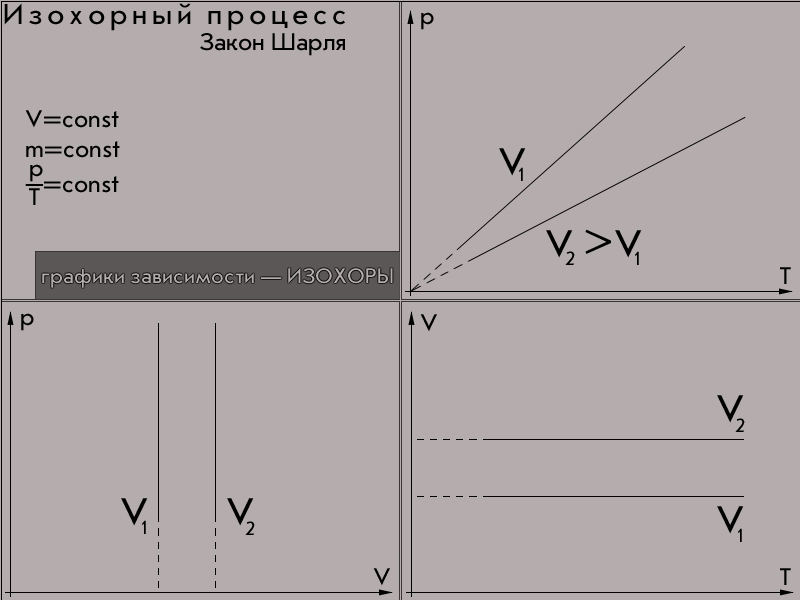 Изохорный процесс
Закон Шарля
V=const
m=const
p
T =const
графики зависимости — ИЗОХОРЫ
p
V₁
V₂ > V₁
T
p
V₁
V₂
V
V
V₂
V₁
T